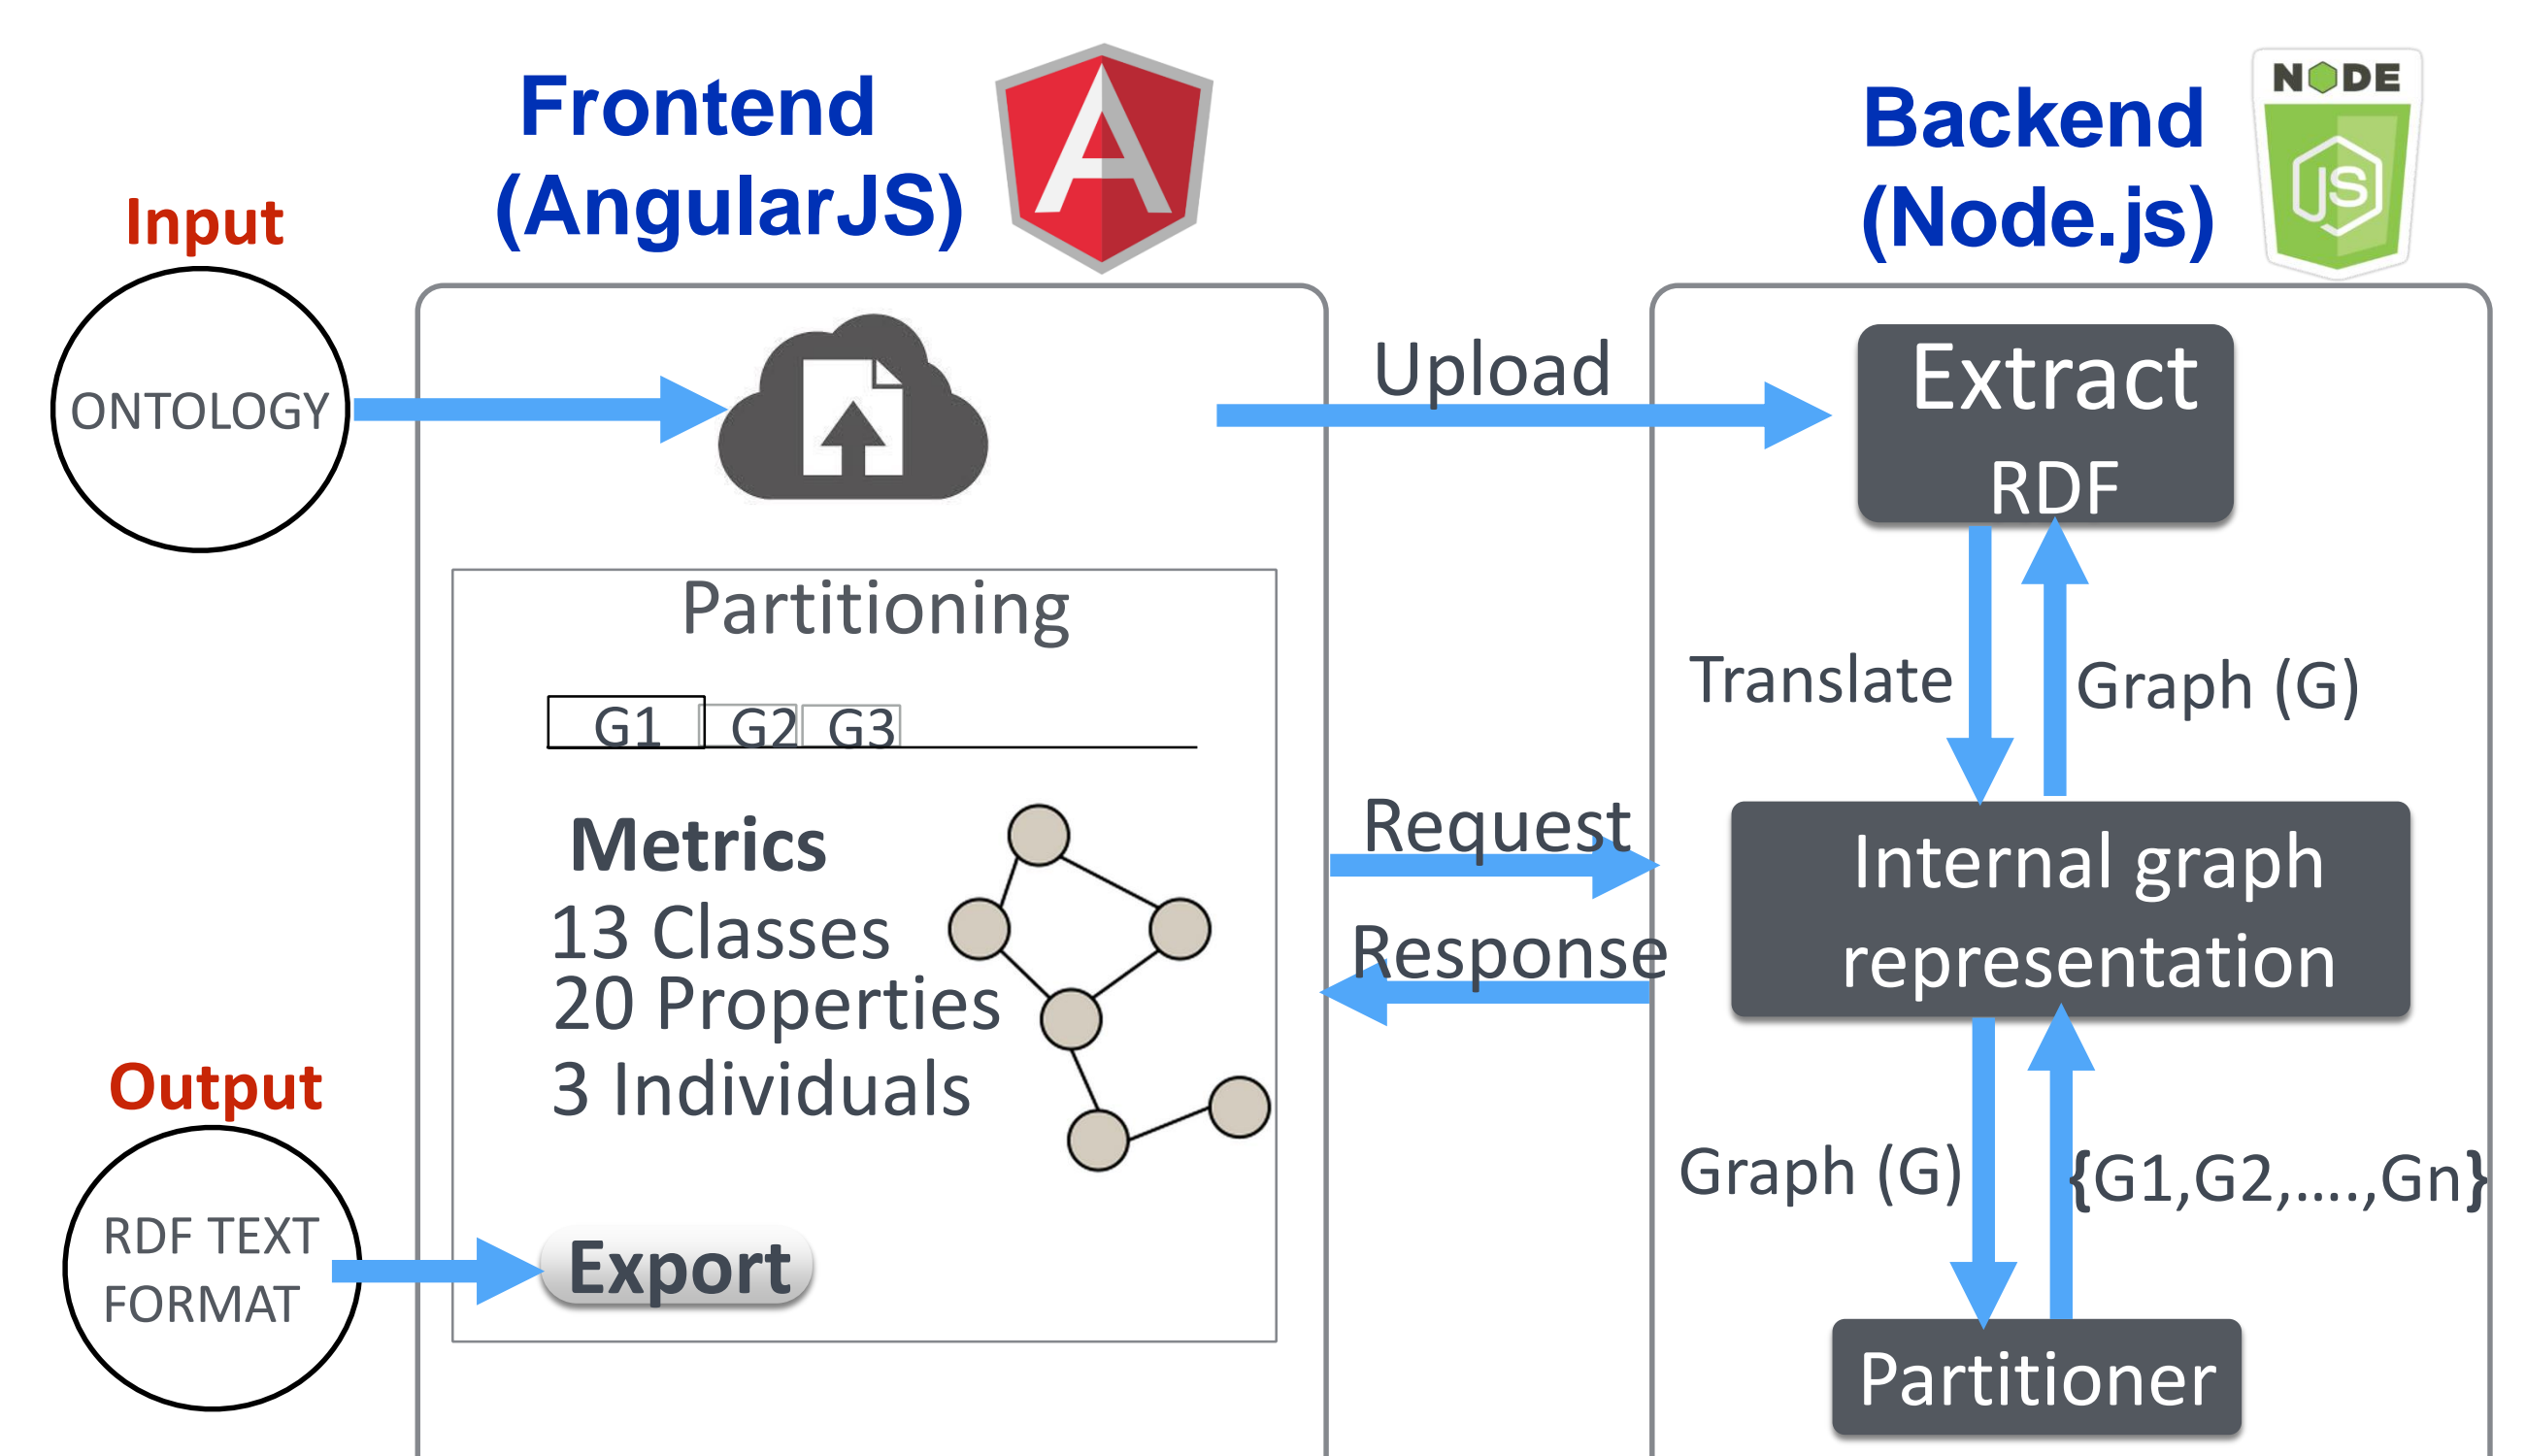 Frontend
(AngularJS)
A
Backend
(Node.js)
NODE
JS
Input
ONTOLOGY
Upload
Extract
RDF
Partitioning
G1 G2 G3
Translate
Graph (G)
Metrics
13 Classes
20 Properties
3 Individuals
Request
Response
Internal graph
representation
Output
RDF TEXT
FORMAT
Export
Graph (G)
{G1,G2,....,Gn}
Partitioner